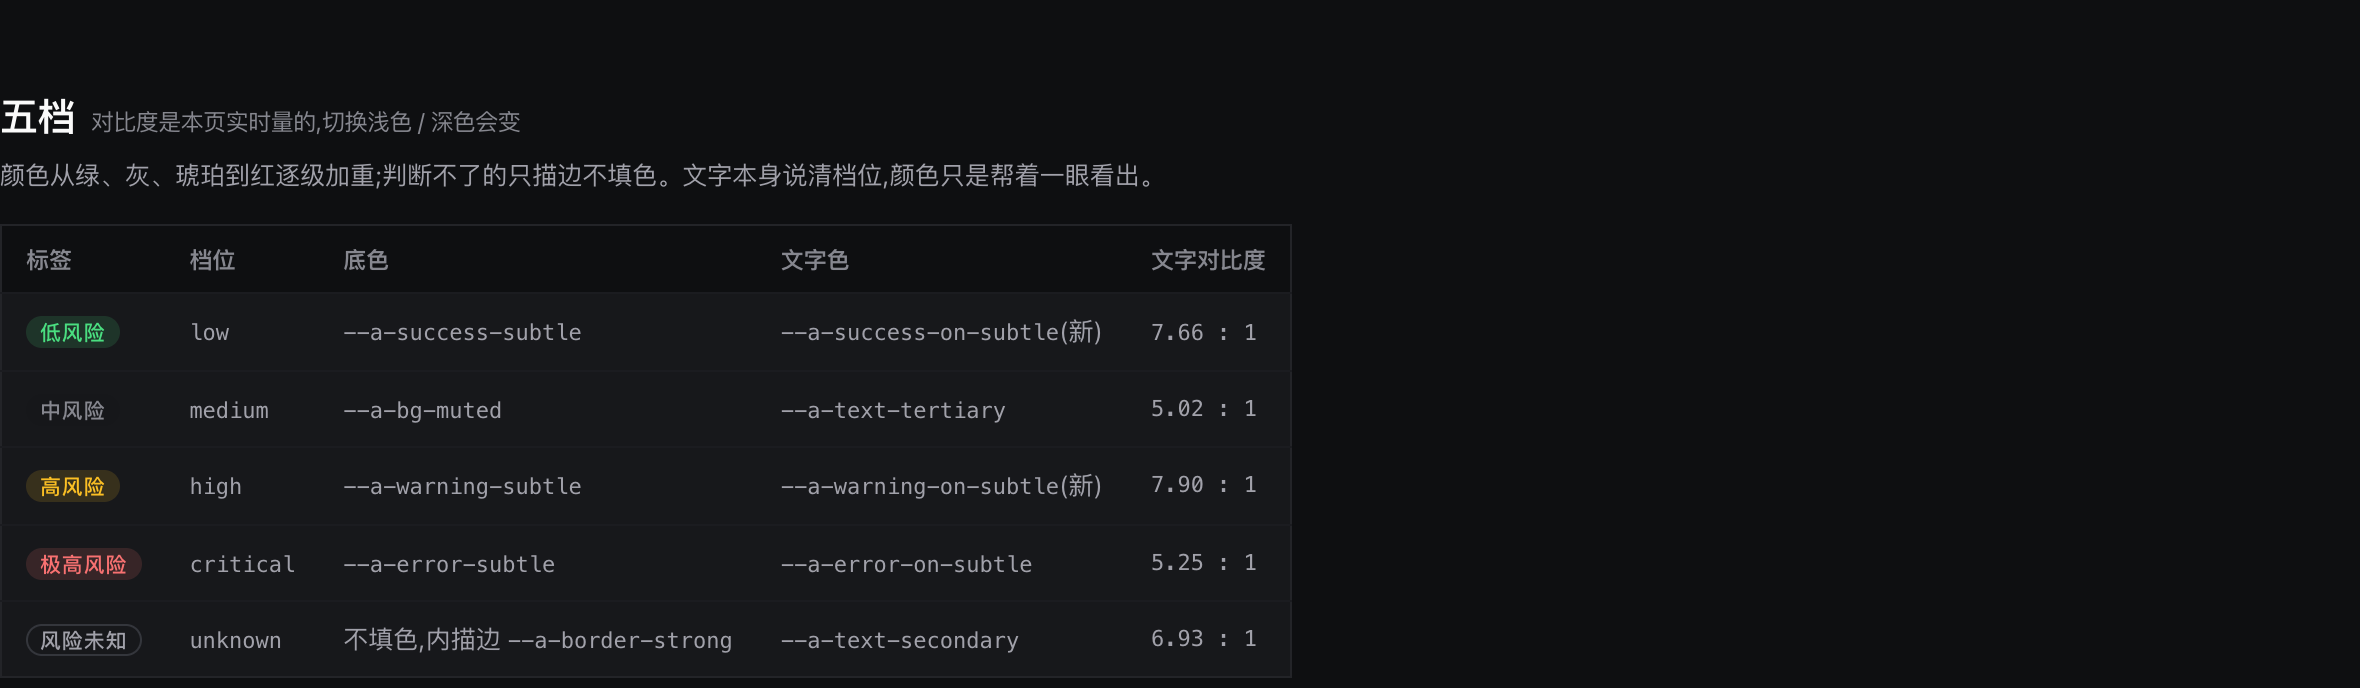 五档 对比度是本页实时量的,切换浅色 / 深色会变
颜色从绿、灰、琥珀到红逐级加重;判断不了的只描边不填色。文字本身说清档位,颜色只是帮着一眼看出。
标签 档位 底色 文字色 文字对比度
低风险 low --a-success-subtle --a-success-on-subtle(新) 7.66 : 1
中风险 medium --a-bg-muted --a-text-tertiary 5.02 : 1
高风险 high --a-warning-subtle --a-warning-on-subtle(新) 7.90 : 1
极高风险 critical --a-error-subtle --a-error-on-subtle 5.25 : 1
风险未知 unknown 不填色,内描边 --a-border-strong --a-text-secondary 6.93 : 1